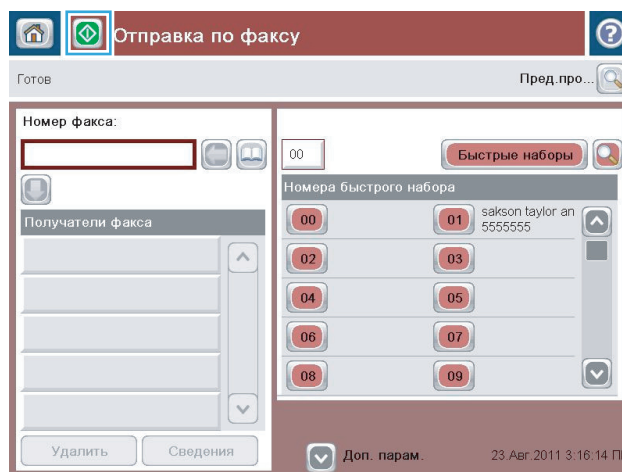 Отправка по факсу
?
Готов
Пред.про...
Номер факса:
00
Быстрые наборы
Номера быстрого набора
Получатели факса
00
01 sakson taylor an
5555555
02
03
04
05
06
07
08
09
Удалить
Сведения
Доп. парам.
23.Авг.2011 3:16:14